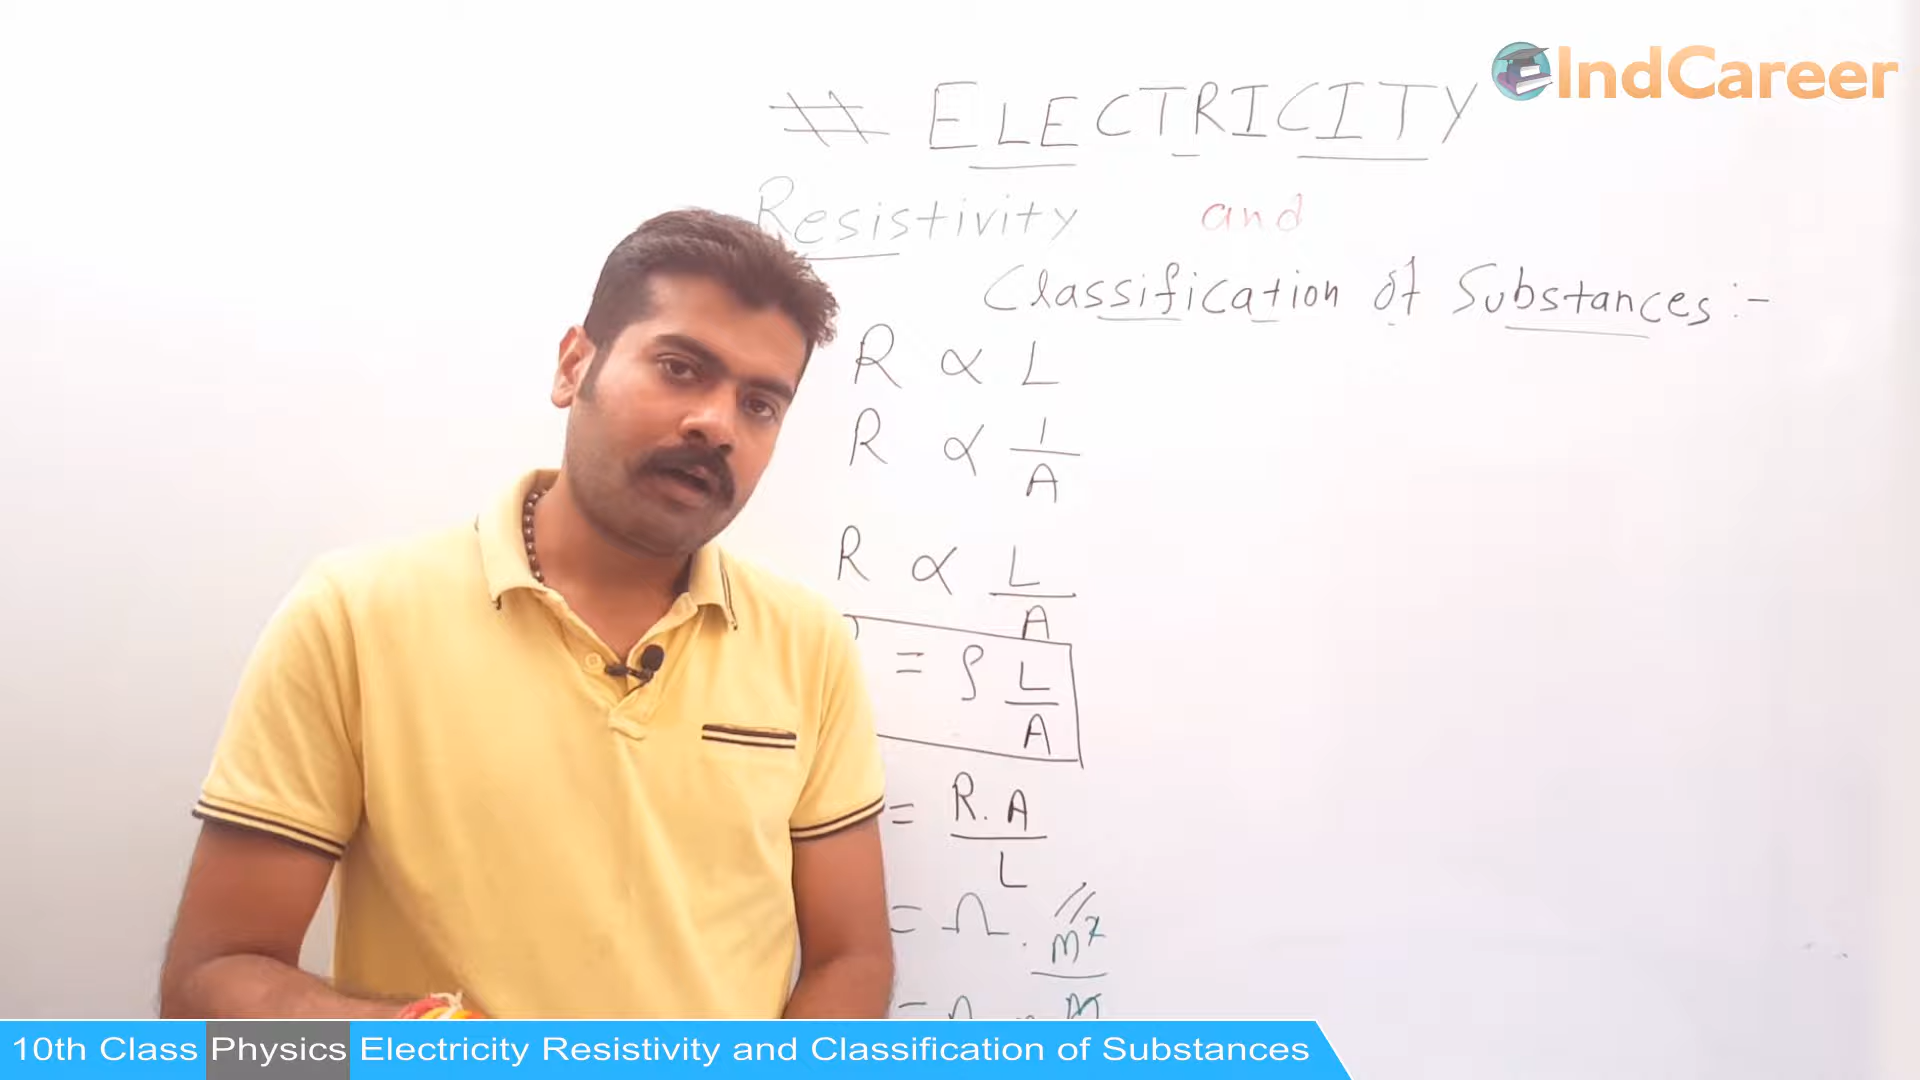 IndCareer
# ELECTRICITY
Resistivity and
Classification of Substances :-
R ∝ L
R ∝ 1/A
R ∝ L/A
= ρ L/A
= R.A/L
= Ω . m²/m
10th Class Physics Electricity Resistivity and Classification of Substances